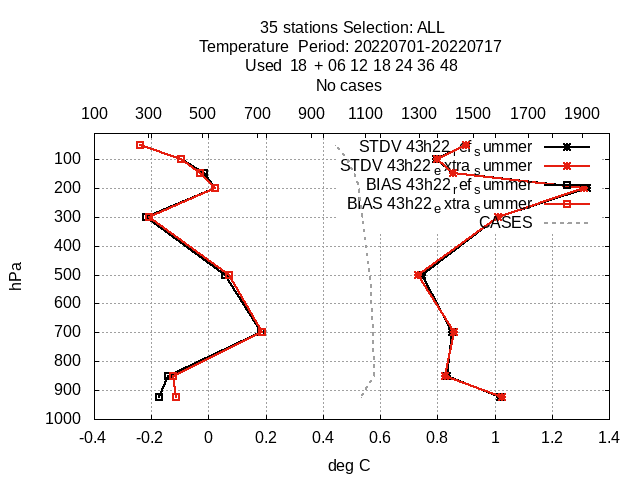 35 stations Selection: ALL
Temperature Period: 20220701-20220717
Used 18 + 06 12 18 24 36 48
No cases
100 300 500 700 900 1100 1300 1500 1700 1900
STDV 43h22_ref_summer
STDV 43h22_extra_summer
BIAS 43h22_ref_summer
BIAS 43h22_extra_summer
CASES
100
200
300
400
500
600
700
800
900
1000
hPa
-0.4 -0.2 0 0.2 0.4 0.6 0.8 1 1.2 1.4
deg C